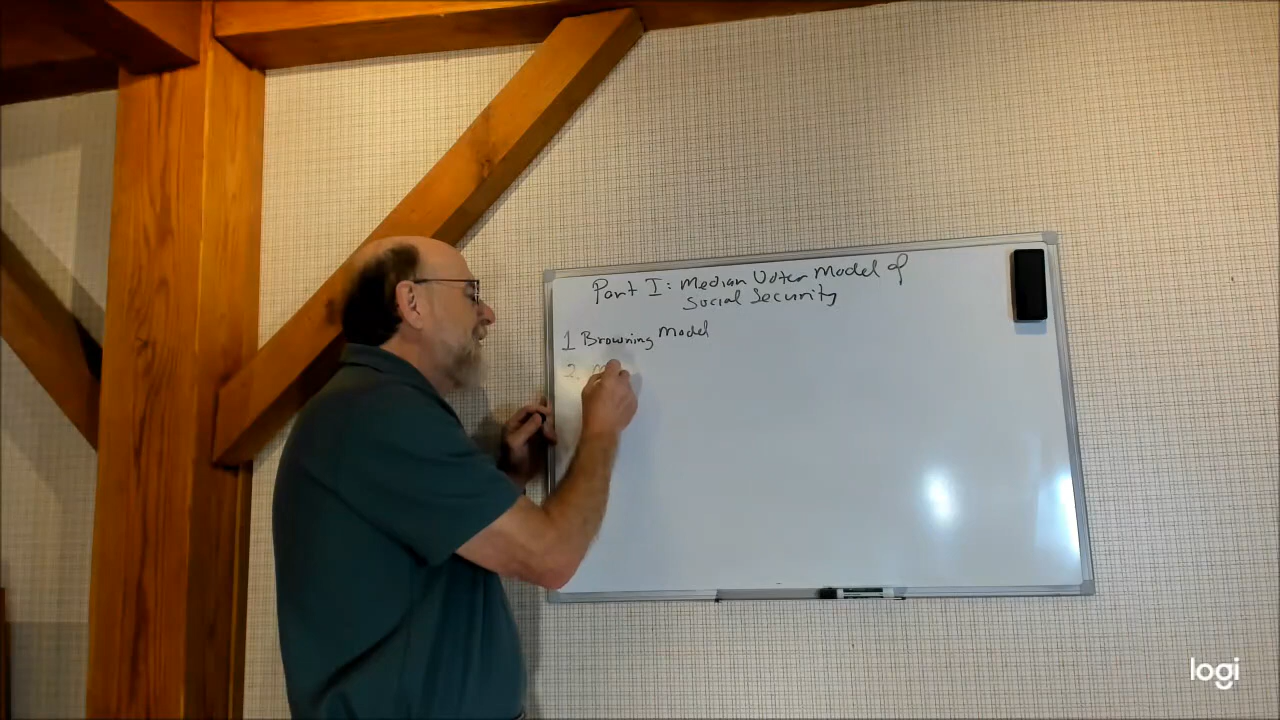 Part I: Median Voter Model of
Social Security
1 Browning Model
2.
logi